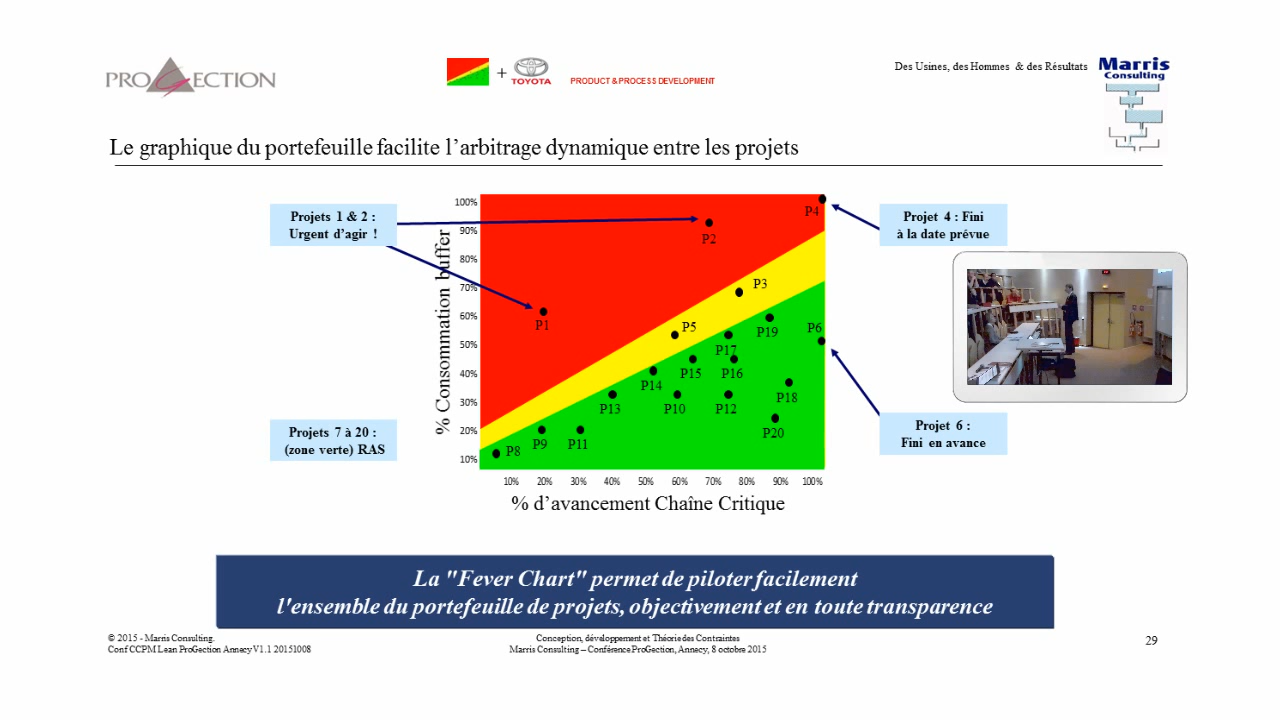 PROGECTION
+
TOYOTA
PRODUCT & PROCESS DEVELOPMENT
Des Usines, des Hommes & des Résultats
Marris
Consulting
Le graphique du portefeuille facilite l’arbitrage dynamique entre les projets
Projets 1 & 2 :
Urgent d’agir !
Projets 7 à 20 :
(zone verte) RAS
% Consommation buffer
100%
90%
80%
70%
60%
50%
40%
30%
20%
10%
P4
P2
P3
P1
P5
P19
P6
P17
P15
P16
P14
P18
P13
P10
P12
P20
P9
P11
P8
10% 20% 30% 40% 50% 60% 70% 80% 90% 100%
% d’avancement Chaîne Critique
Projet 4 : Fini
à la date prévue
Projet 6 :
Fini en avance
La "Fever Chart" permet de piloter facilement
l'ensemble du portefeuille de projets, objectivement et en toute transparence
© 2015 - Marris Consulting.
Conf CCPM Lean ProGection Annecy V1.1 20151008
Conception, développement et Théorie des Contraintes
Marris Consulting – Conférence ProGection, Annecy, 8 octobre 2015
29